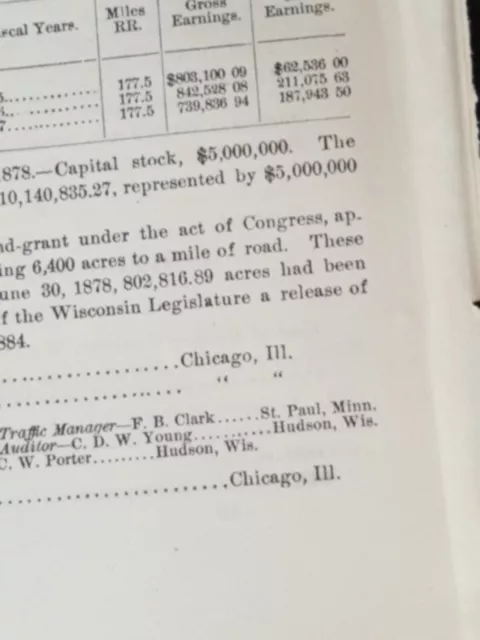 Miles Gross Earnings.
scal Years. RR. Earnings.
177.5 $803,100 09 $62,536 00
177.5 842,528 08 211,075 63
7 177.5 739,836 94 187,943 50
878.—Capital stock, $5,000,000. The
10,140,835.27, represented by $5,000,000
nd-grant under the act of Congress, ap-
ing 6,400 acres to a mile of road. These
une 30, 1878, 802,816.89 acres had been
f the Wisconsin Legislature a release of
884.
Chicago, Ill.
“ “
Traffic Manager—F. B. Clark......St. Paul, Minn.
Auditor—C. D. W. Young...........Hudson, Wis.
C. W. Porter.........Hudson, Wis.
Chicago, Ill.